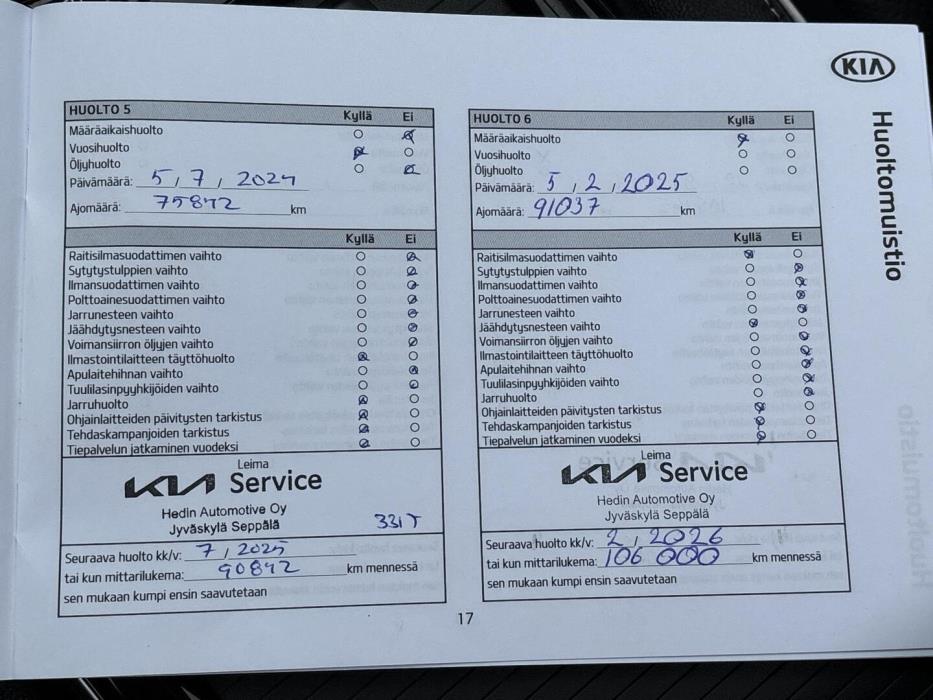 KIA
Huoltomuistio
HUOLTO 5 Kyllä Ei
Määräaikaishuolto
Vuosihuolto
Öljyhuolto
Päivämäärä: 5, 7, 2024
Ajomäärä: 75842 km
Kyllä Ei
Raitisilmasuodattimen vaihto
Sytytystulppien vaihto
Ilmansuodattimen vaihto
Polttoainesuodattimen vaihto
Jarrunesteen vaihto
Jäähdytysnesteen vaihto
Voimansiirron öljyjen vaihto
Ilmastointilaitteen täyttöhuolto
Apulaitehihnan vaihto
Tuulilasinpyyhkijöiden vaihto
Jarruhuolto
Ohjainlaitteiden päivitysten tarkistus
Tehdaskampanjoiden tarkistus
Tiepalvelun jatkaminen vuodeksi
Leima
KIA Service
Hedin Automotive Oy
Jyväskylä Seppälä
331T
Seuraava huolto kk/v: 7, 2025
tai kun mittarilukema: 90842 km mennessä
sen mukaan kumpi ensin saavutetaan
HUOLTO 6 Kyllä Ei
Määräaikaishuolto
Vuosihuolto
Öljyhuolto
Päivämäärä: 5, 2, 2025
Ajomäärä: 91037 km
Kyllä Ei
Raitisilmasuodattimen vaihto
Sytytystulppien vaihto
Ilmansuodattimen vaihto
Polttoainesuodattimen vaihto
Jarrunesteen vaihto
Jäähdytysnesteen vaihto
Voimansiirron öljyjen vaihto
Ilmastointilaitteen täyttöhuolto
Apulaitehihnan vaihto
Tuulilasinpyyhkijöiden vaihto
Jarruhuolto
Ohjainlaitteiden päivitysten tarkistus
Tehdaskampanjoiden tarkistus
Tiepalvelun jatkaminen vuodeksi
Leima
KIA Service
Hedin Automotive Oy
Jyväskylä Seppälä
Seuraava huolto kk/v: 2, 2026
tai kun mittarilukema: 106 000 km mennessä
sen mukaan kumpi ensin saavutetaan
17